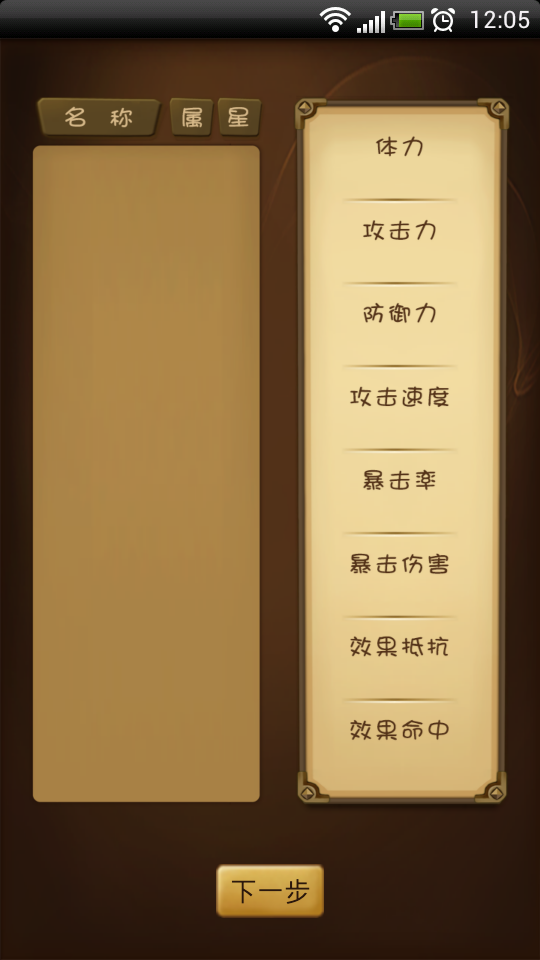 12:05
名 称 属 星
体力
攻击力
防御力
攻击速度
暴击率
暴击伤害
效果抵抗
效果命中
下一步